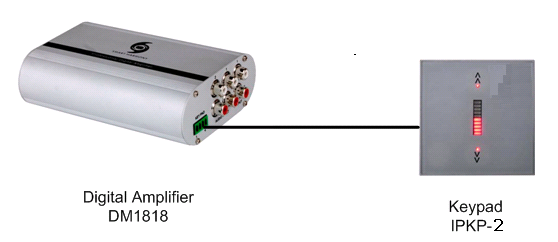 Digital Amplifier
DM1818
Keypad
IPKP-2